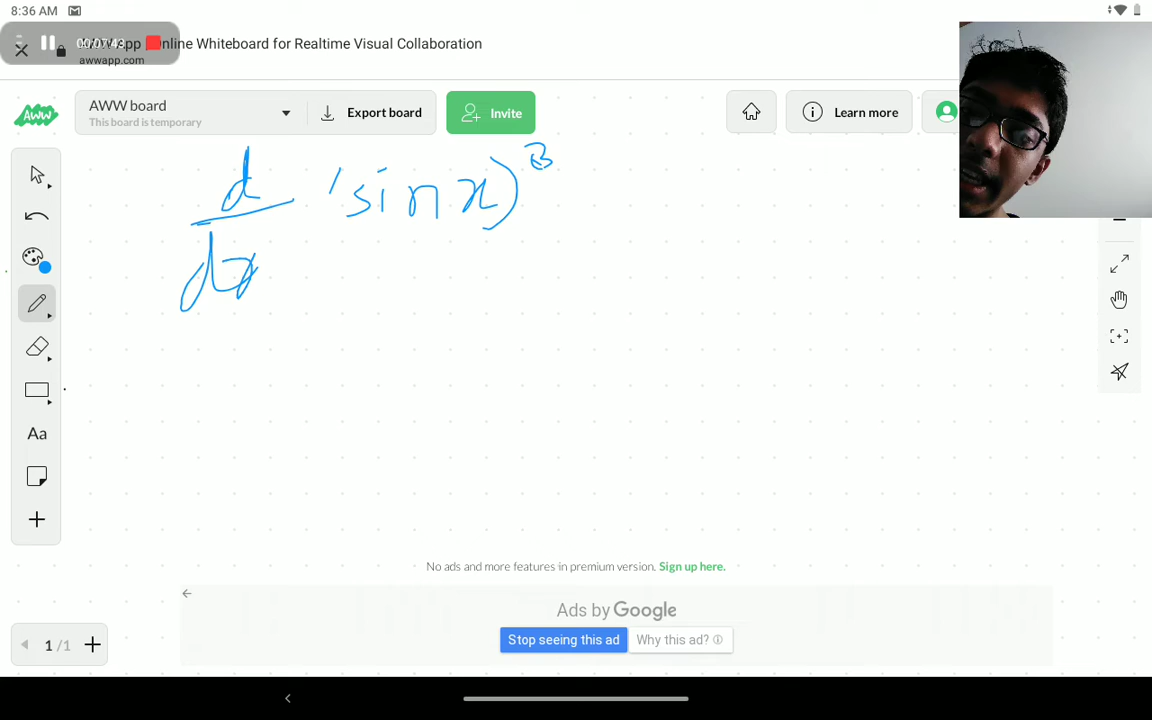 8:36 AM
App Online Whiteboard for Realtime Visual Collaboration
awwapp.com
AWW
AWW board
This board is temporary
Export board
Invite
Learn more
d
dx
(sin x)³
Aa
No ads and more features in premium version. Sign up here.
Ads by Google
Stop seeing this ad
Why this ad?
1 /1